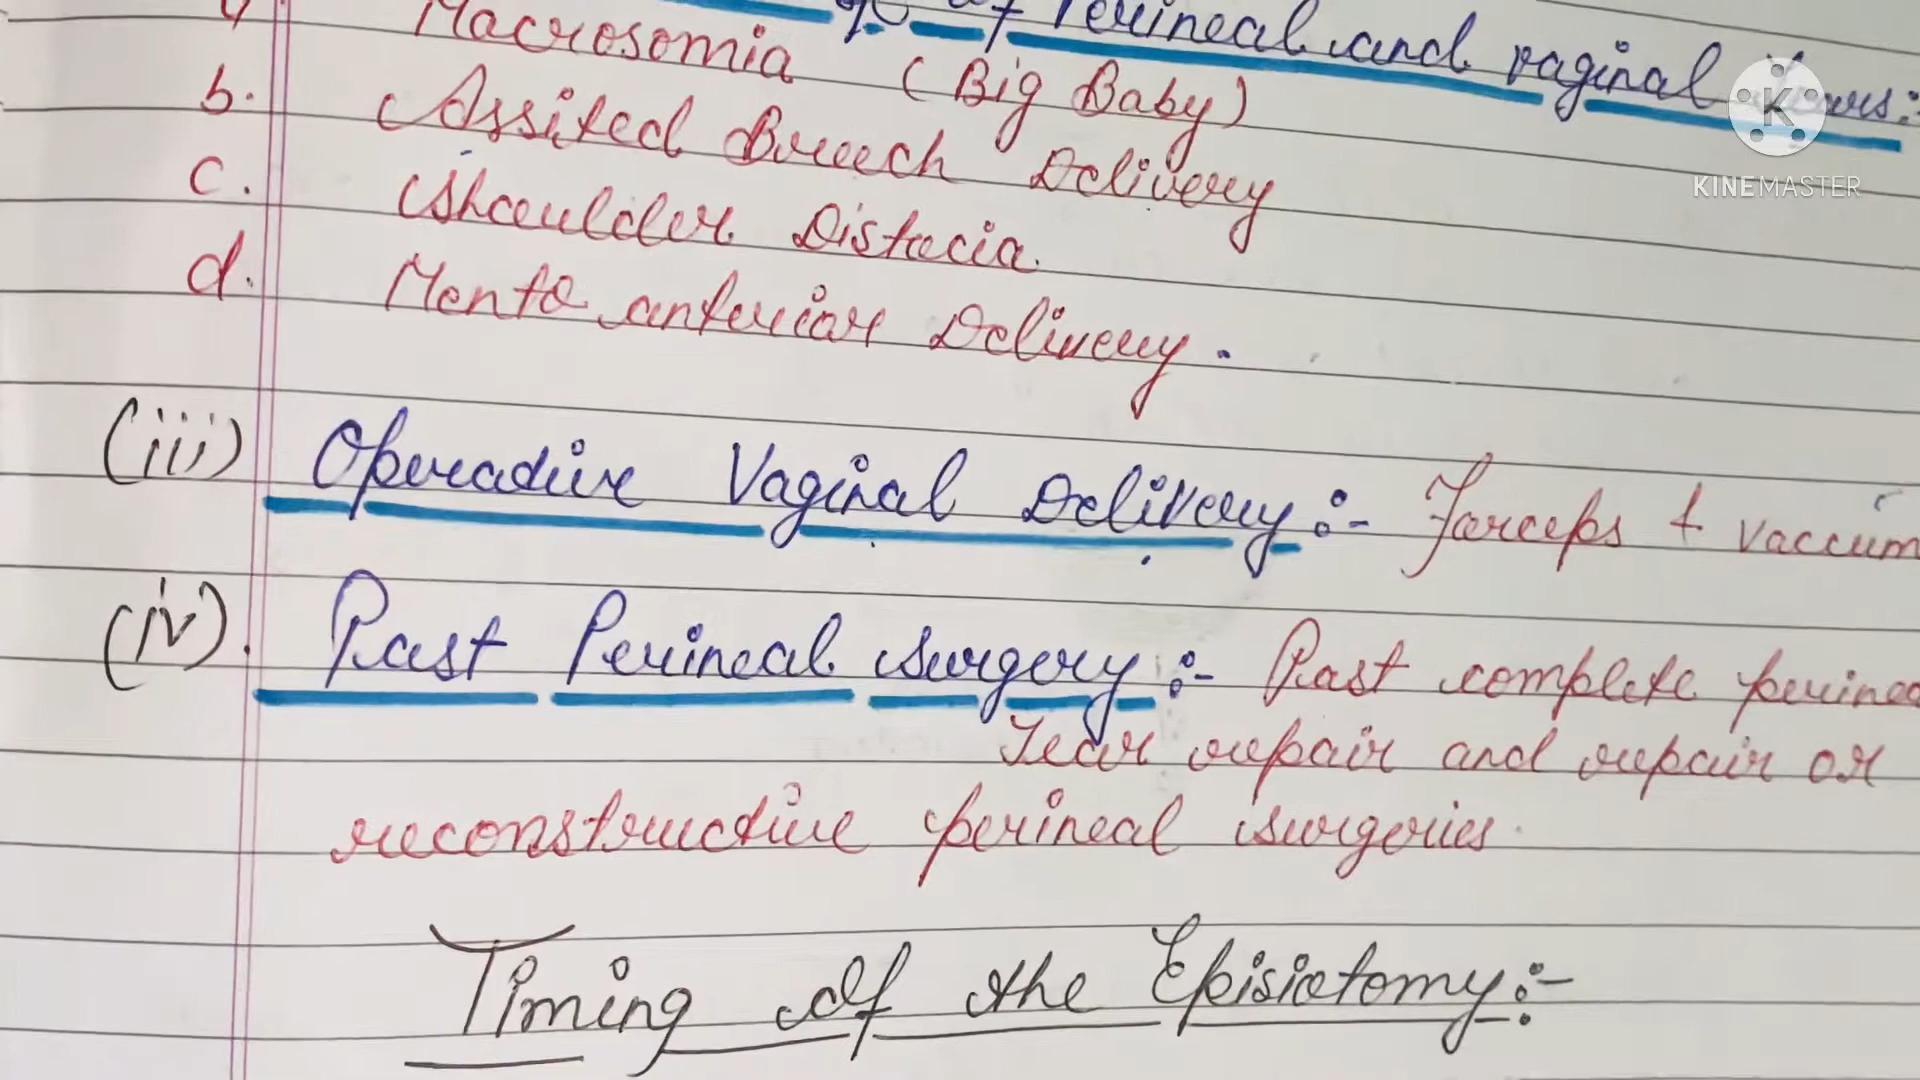 of Perineal and vaginal
Macrosomia (Big Baby)
b. Assited Breech Delivery
c. Shoulder Distocia.
d. Mento anterior Delivery.
(iii) Operative Vaginal Delivery:- Forceps + vaccum
(iv). Past Perineal surgery:- Past complete perinea
Tear repair and repair or
reconstructive perineal surgeries.
Timing of the Episiotomy:-
KINEMASTER